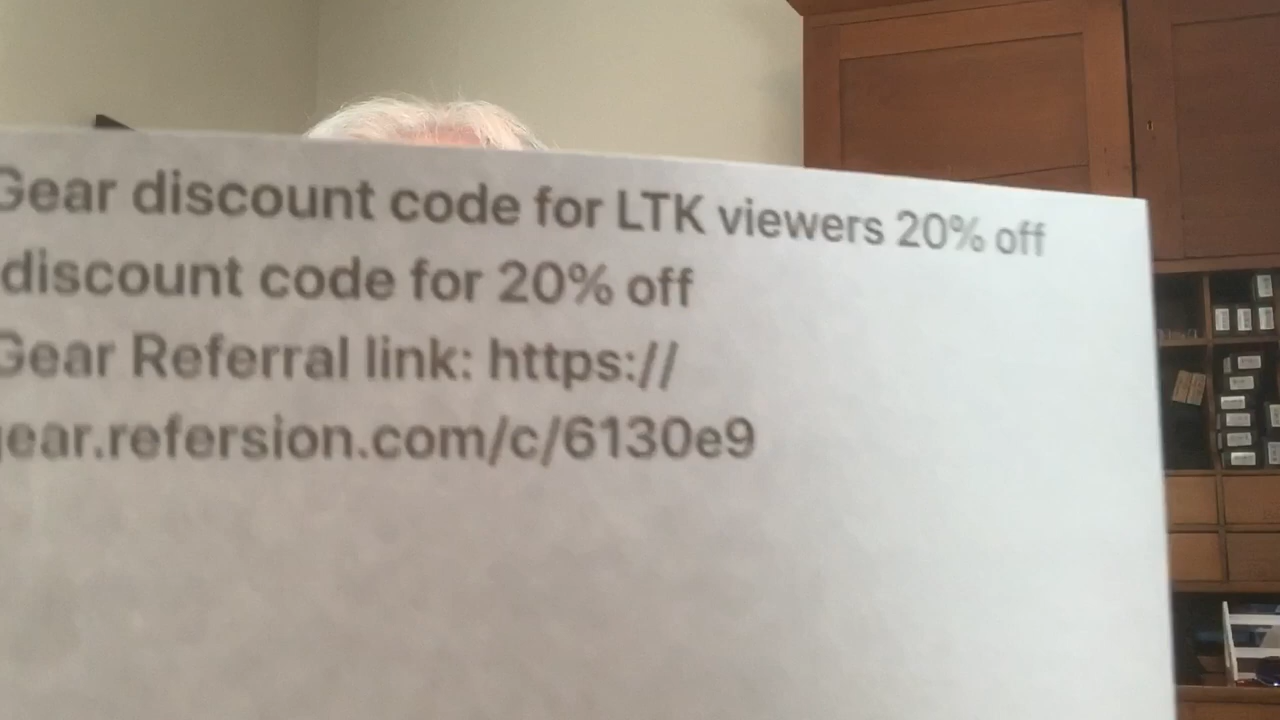 Gear discount code for LTK viewers 20% off
discount code for 20% off
Gear Referral link: https://
gear.refersion.com/c/6130e9